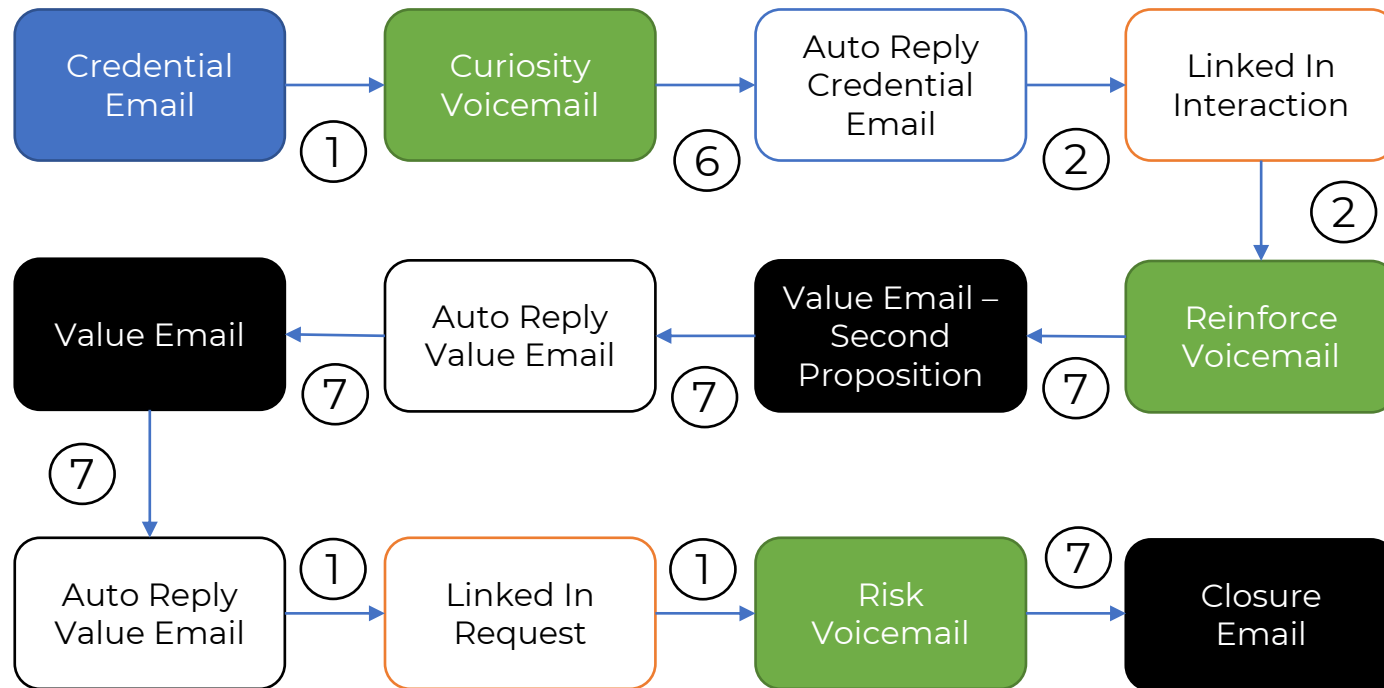 Credential
Email
1
Curiosity
Voicemail
6
Auto Reply
Credential
Email
2
Linked In
Interaction
2
Reinforce
Voicemail
7
Value Email –
Second
Proposition
7
Auto Reply
Value Email
7
Value Email
7
Auto Reply
Value Email
1
Linked In
Request
1
Risk
Voicemail
7
Closure
Email